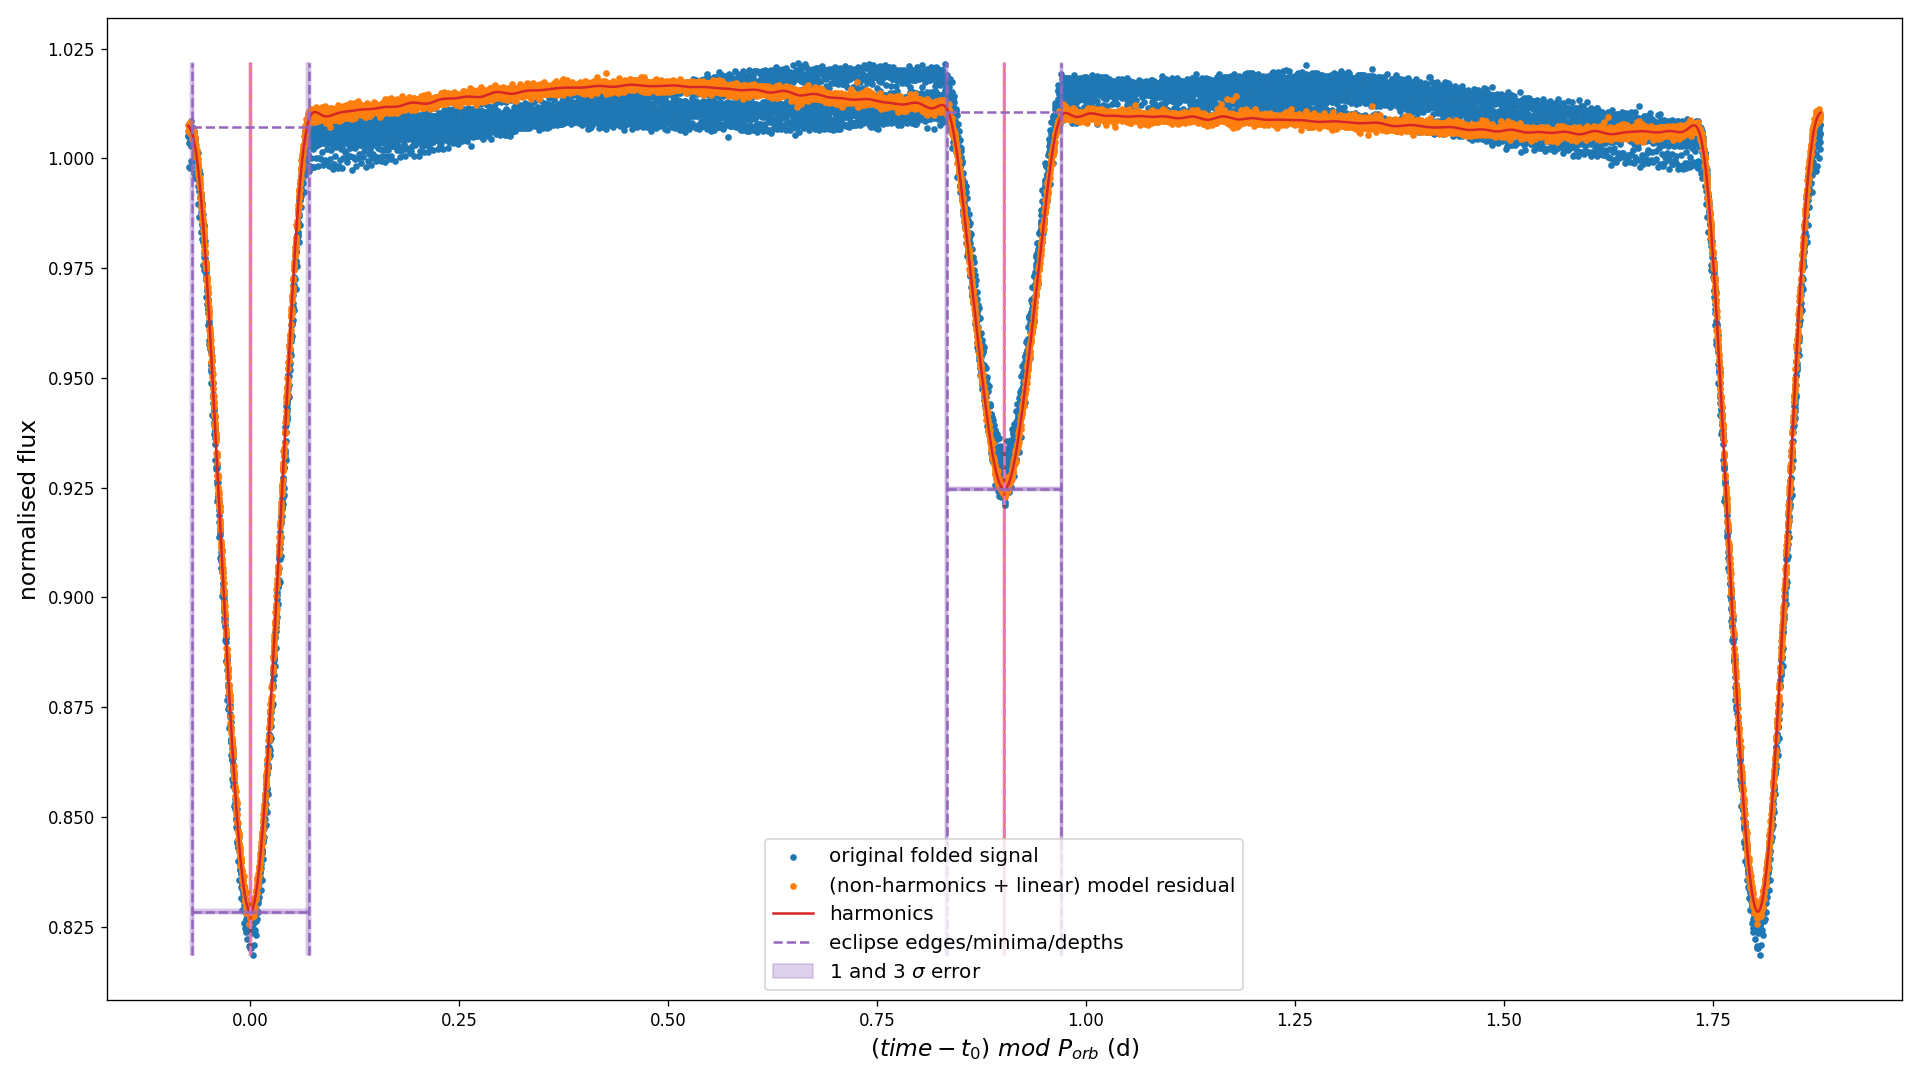 normalised flux
1.025
1.000
0.975
0.950
0.925
0.900
0.875
0.850
0.825
original folded signal
(non-harmonics + linear) model residual
harmonics
eclipse edges/minima/depths
1 and 3 σ error
0.00 0.25 0.50 0.75 1.00 1.25 1.50 1.75
(time − t₀) mod Pₒᵣb (d)